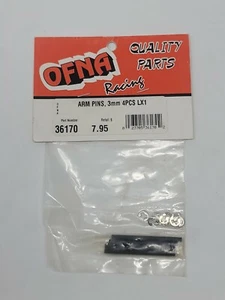 OFNA
Racing
QUALITY
PARTS
ARM PINS, 3mm 4PCS LX1
Part Number
Retail $
36170
7.95